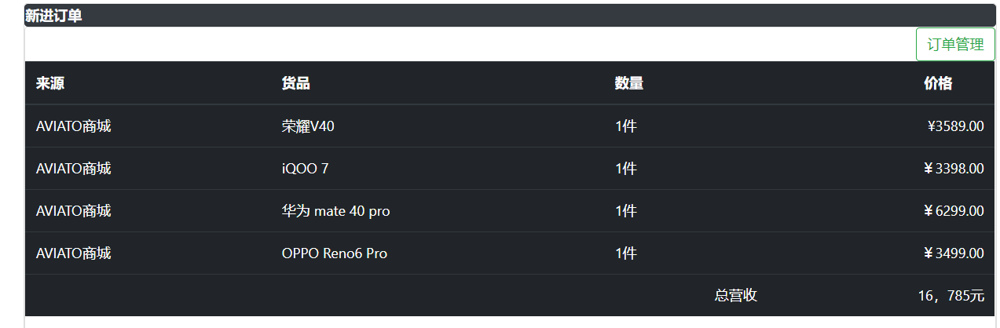 新进订单
订单管理
来源 货品 数量 价格
AVIATO商城 荣耀V40 1件 ¥3589.00
AVIATO商城 iQOO 7 1件 ￥3398.00
AVIATO商城 华为 mate 40 pro 1件 ￥6299.00
AVIATO商城 OPPO Reno6 Pro 1件 ￥3499.00
总营收 16，785元